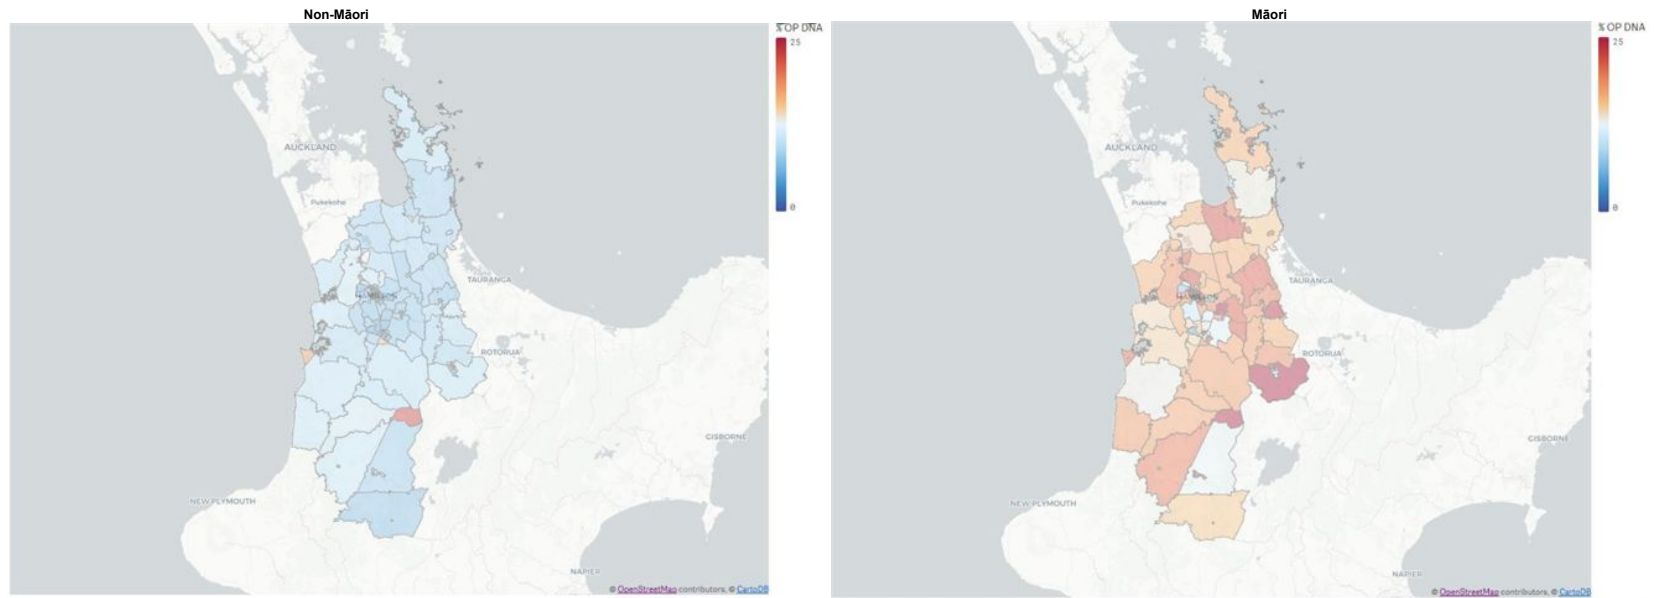 Non-Māori
% OP DNA
25
0
AUCKLAND
Pukekohe
TAURANGA
ROTORUA
GISBORNE
NEW PLYMOUTH
NAPIER
© OpenStreetMap contributors, © CartoDB
Māori
% OP DNA
25
0
AUCKLAND
Pukekohe
TAURANGA
ROTORUA
GISBORNE
NEW PLYMOUTH
NAPIER
© OpenStreetMap contributors, © CartoDB